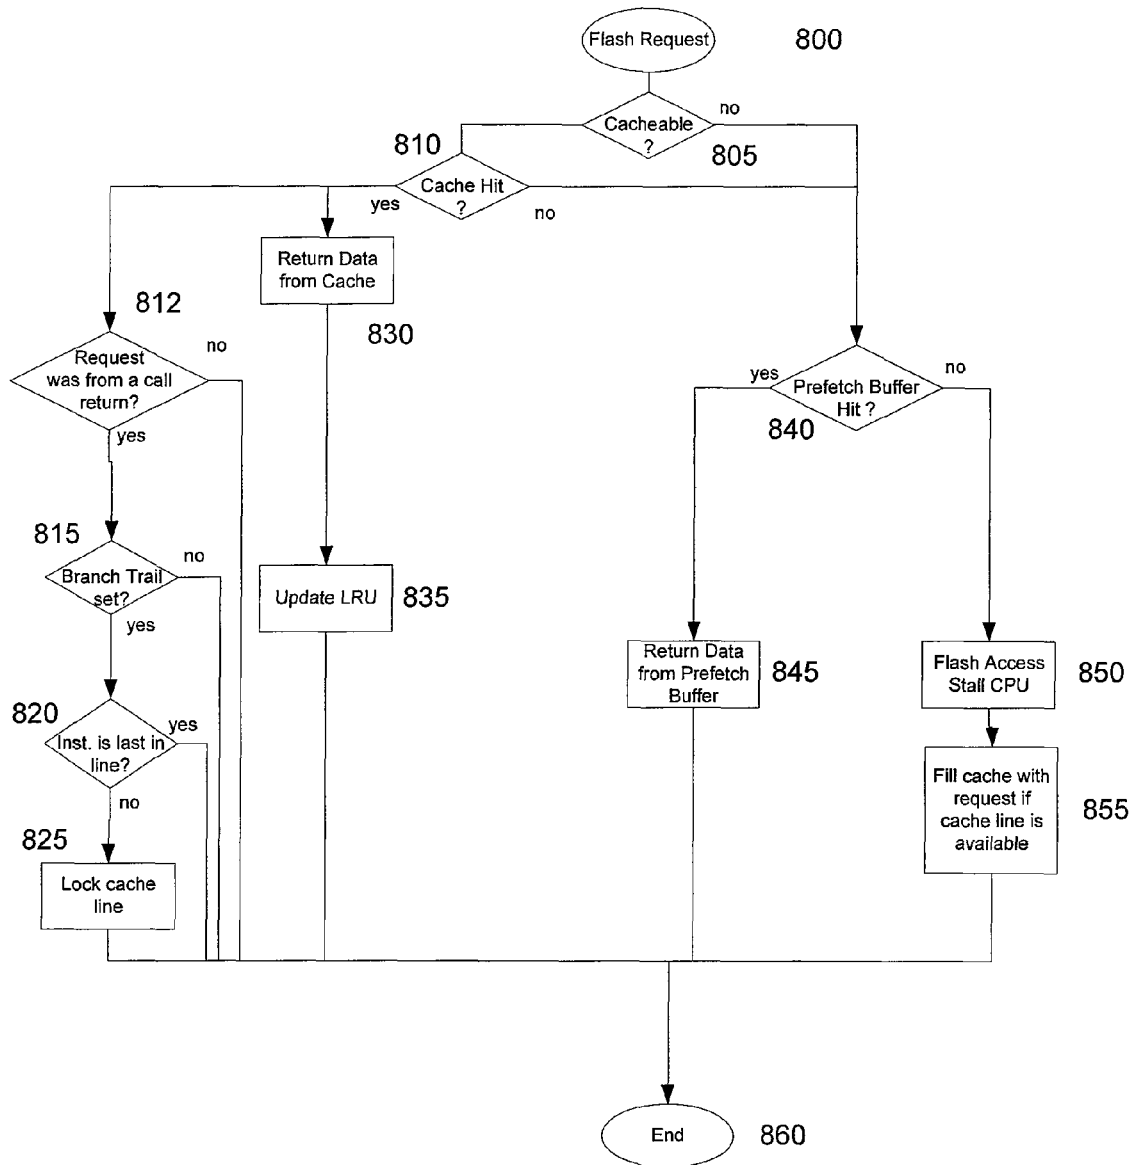 Flash Request
800
Cacheable
?
no
805
810
Cache Hit
?
yes
no
Return Data
from Cache
830
812
Request
was from a call
return?
no
yes
Prefetch Buffer
Hit ?
yes
no
840
815
Branch Trail
set?
no
yes
Update LRU
835
Return Data
from Prefetch
Buffer
845
Flash Access
Stall CPU
850
820
Inst. is last in
line?
yes
no
Fill cache with
request if
cache line is
available
855
825
Lock cache
line
End
860